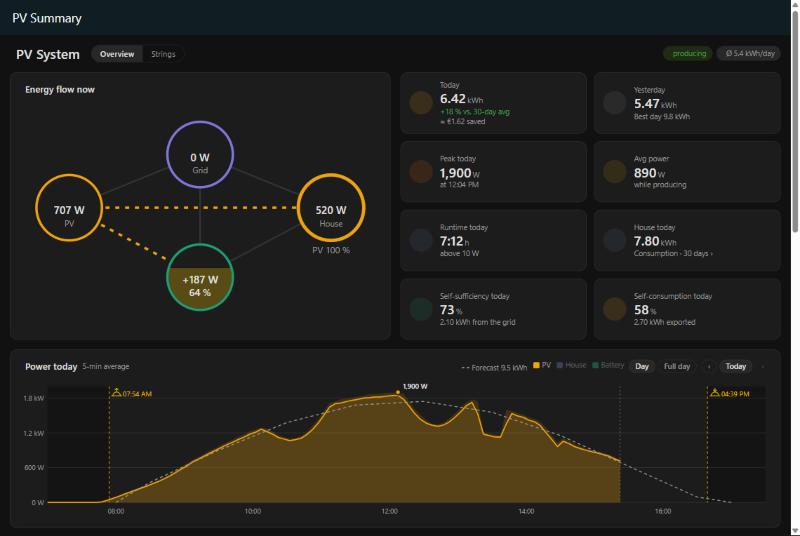 PV Summary
PV System
Overview
Strings
producing
Ø 5.4 kWh/day
Energy flow now
0 W
Grid
707 W
PV
520 W
House
PV 100 %
+187 W
64 %
Today
6.42 kWh
+18 % vs. 30-day avg
≈ €1.62 saved
Yesterday
5.47 kWh
Best day 9.8 kWh
Peak today
1,900 W
at 12:04 PM
Avg power
890 W
while producing
Runtime today
7:12 h
above 10 W
House today
7.80 kWh
Consumption · 30 days ›
Self-sufficiency today
73 %
2.10 kWh from the grid
Self-consumption today
58 %
2.70 kWh exported
Power today 5-min average
Forecast 9.5 kWh
PV
House
Battery
Day
Full day
‹
Today
›
1,900 W
07:54 AM
04:39 PM
1.8 kW
1.2 kW
600 W
0 W
08:00
10:00
12:00
14:00
16:00